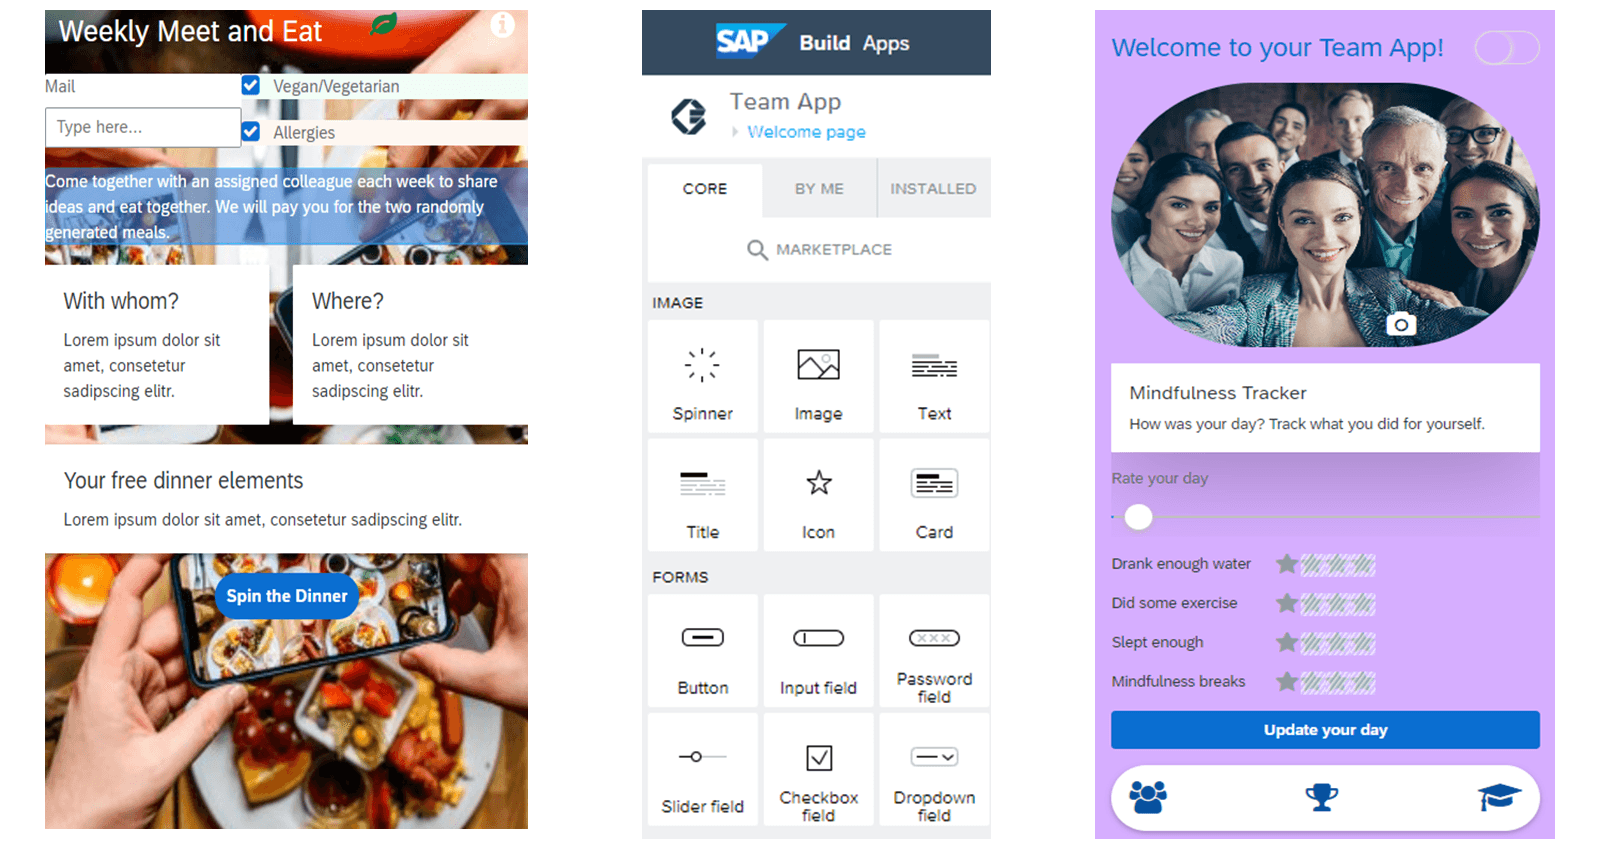 Weekly Meet and Eat
Mail
Vegan/Vegetarian
Type here...
Allergies
Come together with an assigned colleague each week to share
ideas and eat together. We will pay you for the two randomly
generated meals.
With whom?
Lorem ipsum dolor sit
amet, consetetur
sadipscing elitr.
Where?
Lorem ipsum dolor sit
amet, consetetur
sadipscing elitr.
Your free dinner elements
Lorem ipsum dolor sit amet, consetetur sadipscing elitr.
Spin the Dinner
SAP Build Apps
Team App
Welcome page
CORE
BY ME
INSTALLED
MARKETPLACE
IMAGE
Spinner
Image
Text
Title
Icon
Card
FORMS
Button
Input field
Password
field
Slider field
Checkbox
field
Dropdown
field
Welcome to your Team App!
Mindfulness Tracker
How was your day? Track what you did for yourself.
Rate your day
Drank enough water
Did some exercise
Slept enough
Mindfulness breaks
Update your day